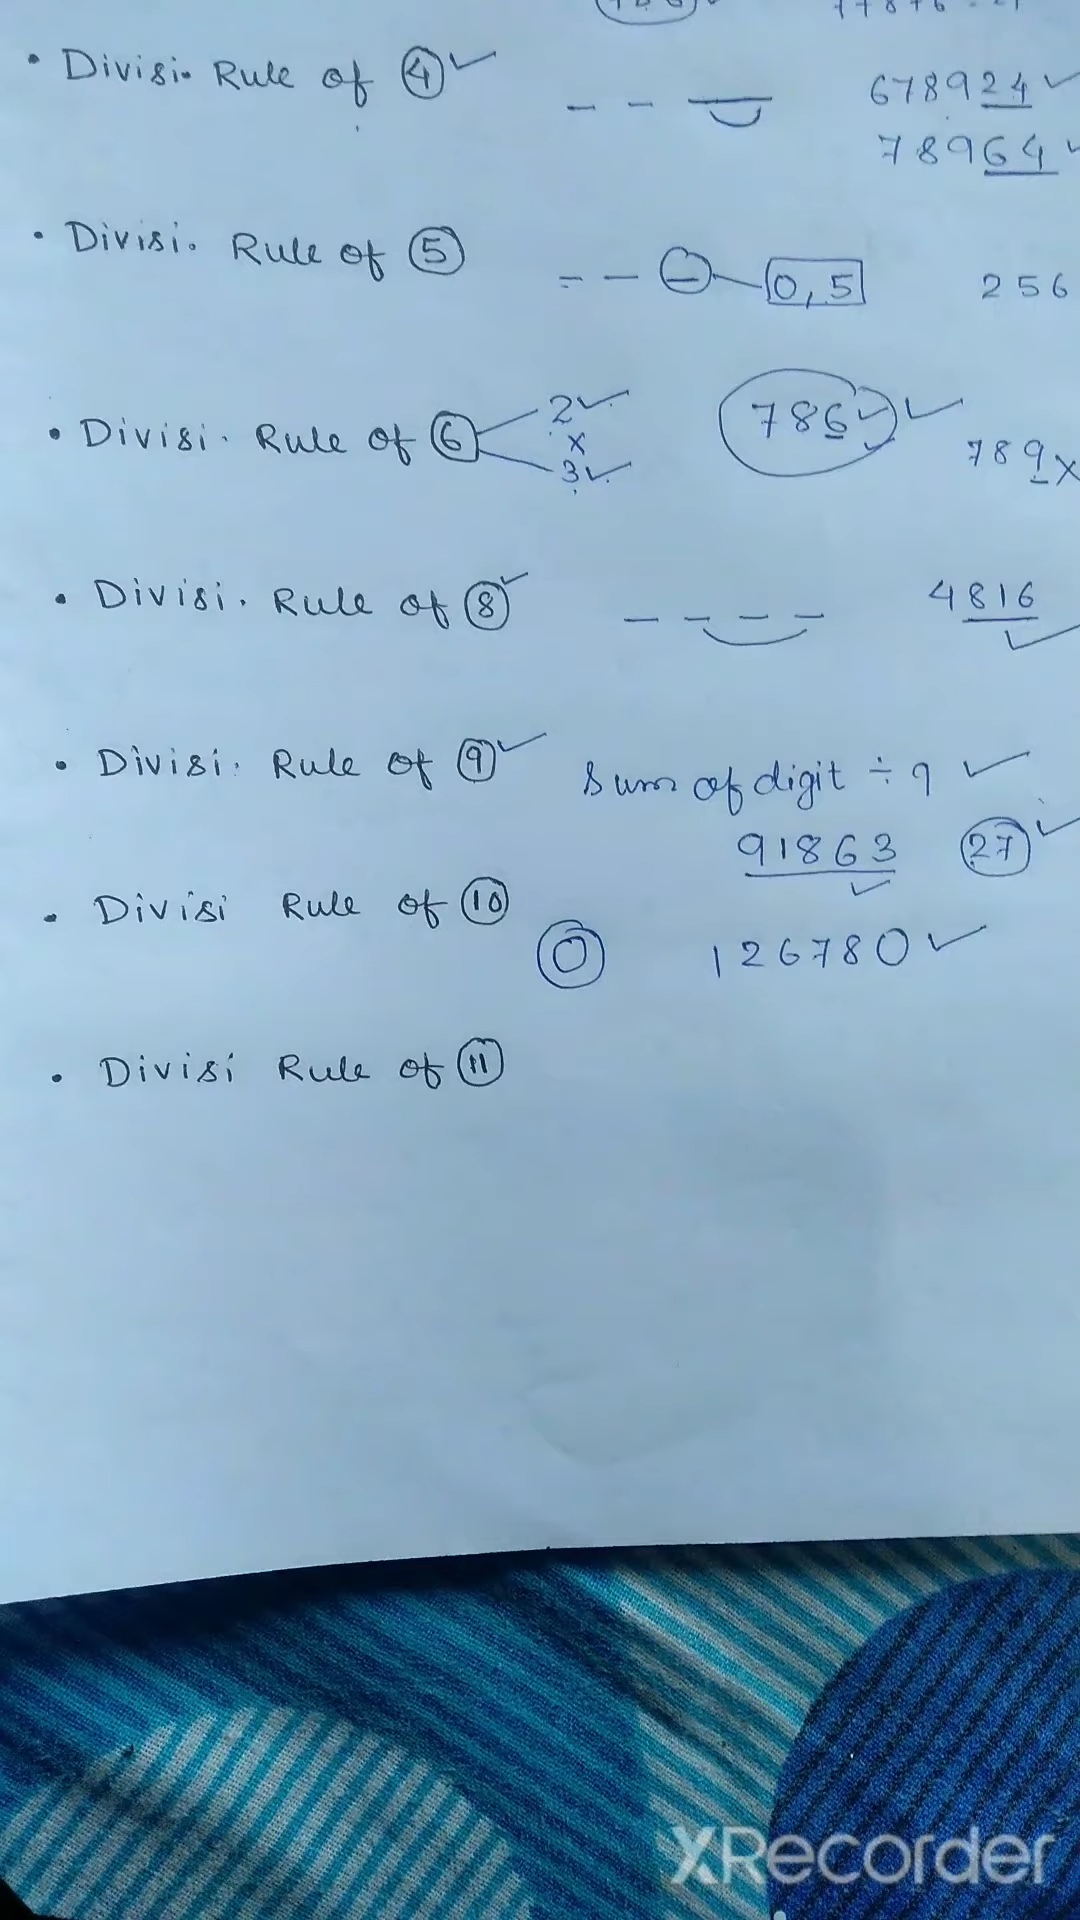 • Divisi. Rule of 4 ✓ _ _ _ 678924 ✓
78964 ✓
• Divisi. Rule of 5 _ _ _ 0, 5 256
• Divisi. Rule of 6 2✓ × 3✓ 786 ✓ ✓
789 ×
• Divisi. Rule of 8 ✓ _ _ _ _ 4816 ✓
• Divisi. Rule of 9 ✓ Sum of digit ÷ 9 ✓
91863 ✓ 27 ✓
• Divisi Rule of 10 0 126780 ✓
• Divisi Rule of 11
XRecorder